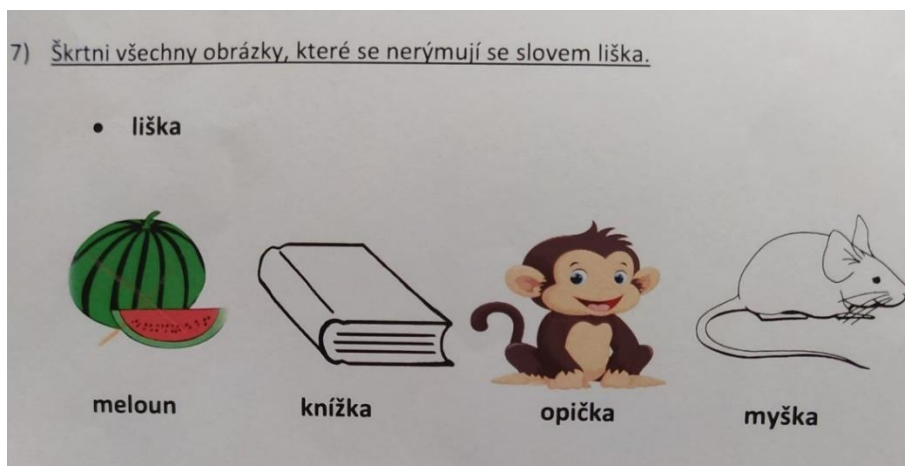 7) Škrtni všechny obrázky, které se nerýmují se slovem liška.
• liška
meloun knížka opička myška